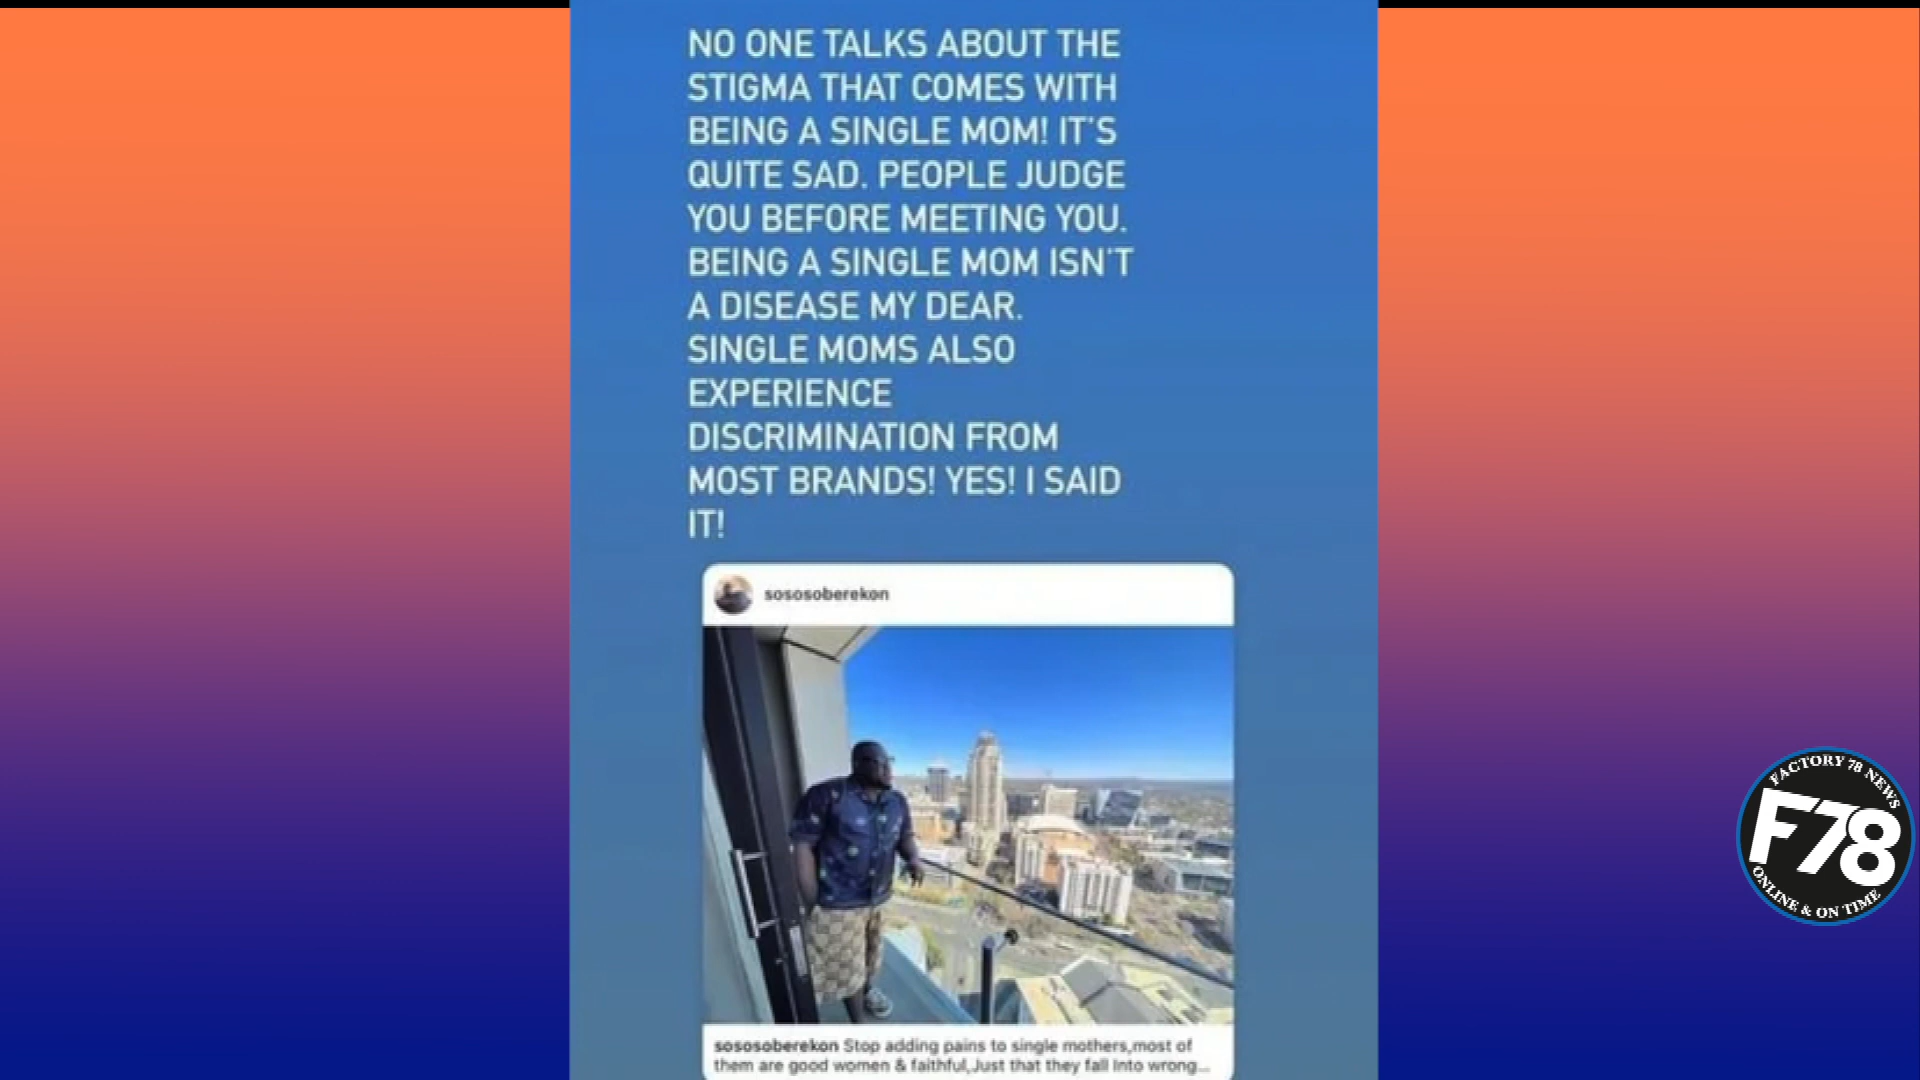 NO ONE TALKS ABOUT THE
STIGMA THAT COMES WITH
BEING A SINGLE MOM! IT'S
QUITE SAD. PEOPLE JUDGE
YOU BEFORE MEETING YOU.
BEING A SINGLE MOM ISN'T
A DISEASE MY DEAR.
SINGLE MOMS ALSO
EXPERIENCE
DISCRIMINATION FROM
MOST BRANDS! YES! I SAID
IT!
sososoberekon
sososoberekon Stop adding pains to single mothers,most of
them are good women & faithful,Just that they fall Into wrong...
FACTORY 78 NEWS
F78
ONLINE & ON TIME